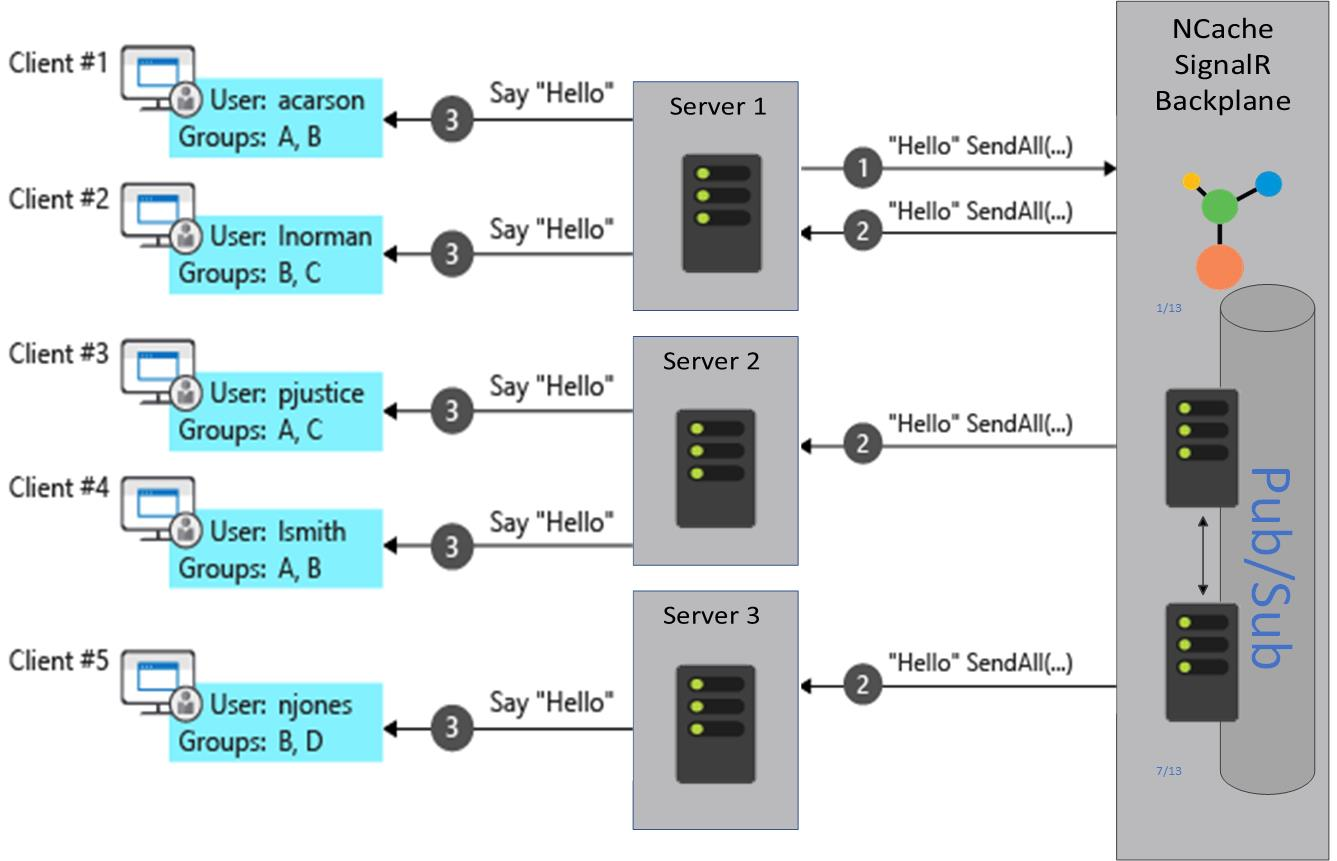 Client #1
User: acarson
Groups: A, B
Say "Hello"
Client #2
User: lnorman
Groups: B, C
Say "Hello"
Client #3
User: pjustice
Groups: A, C
Say "Hello"
Client #4
User: lsmith
Groups: A, B
Say "Hello"
Client #5
User: njones
Groups: B, D
Say "Hello"
3
3
3
3
3
Server 1
Server 2
Server 3
"Hello" SendAll(...)
1
"Hello" SendAll(...)
2
"Hello" SendAll(...)
2
"Hello" SendAll(...)
2
NCache
SignalR
Backplane
1/13
Pub/Sub
7/13